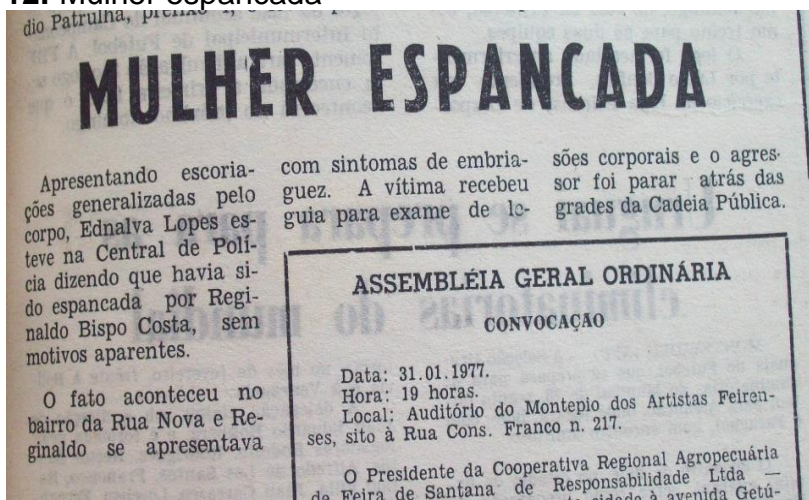 12. Mulher espancada
dio Patrulha, prefixo 1, e
MULHER ESPANCADA
Apresentando escoria-
ções generalizadas pelo
corpo, Ednalva Lopes es-
teve na Central de Polí-
cia dizendo que havia si-
do espancada por Regi-
naldo Bispo Costa, sem
motivos aparentes.
O fato aconteceu no
bairro da Rua Nova e Re-
ginaldo se apresentava
com sintomas de embria-
guez. A vítima recebeu
guia para exame de lo-
sões corporais e o agres-
sor foi parar atrás das
grades da Cadeia Pública.
ASSEMBLÉIA GERAL ORDINÁRIA
CONVOCAÇÃO
Data: 31.01.1977.
Hora: 19 horas.
Local: Auditório do Montepio dos Artistas Feiren-
ses, sito à Rua Cons. Franco n. 217.
O Presidente da Cooperativa Regional Agropecuária
de Feira de Santana de Responsabilidade Ltda —
cidade à avenida Getú-